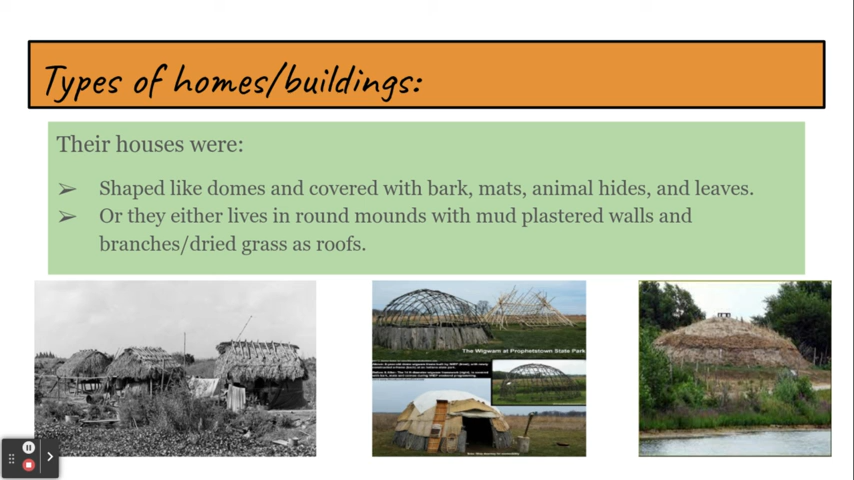 Types of homes/buildings:
Their houses were:
➢ Shaped like domes and covered with bark, mats, animal hides, and leaves.
➢ Or they either lives in round mounds with mud plastered walls and
branches/dried grass as roofs.
The Wigwam at Prophetstown State Park